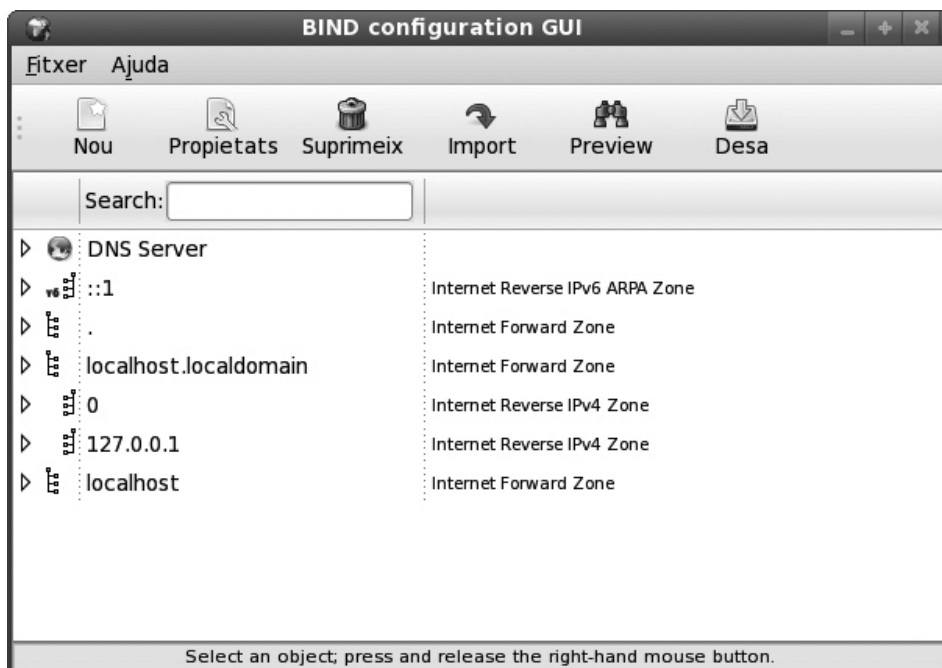 BIND configuration GUI
Fitxer Ajuda
Nou Propietats Suprimeix Import Preview Desa
Search:
DNS Server
v6 ::1 Internet Reverse IPv6 ARPA Zone
. Internet Forward Zone
localhost.localdomain Internet Forward Zone
0 Internet Reverse IPv4 Zone
127.0.0.1 Internet Reverse IPv4 Zone
localhost Internet Forward Zone
Select an object; press and release the right-hand mouse button.